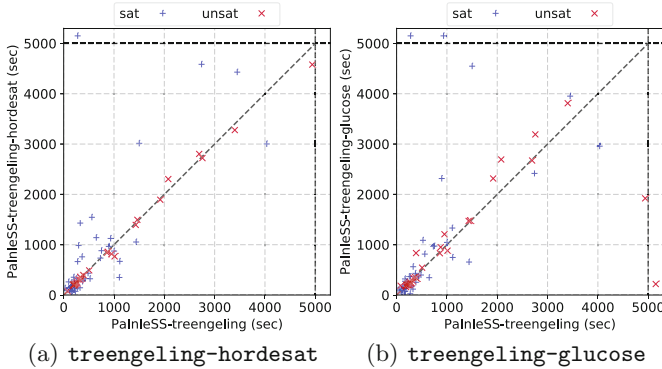 sat + unsat ×
sat + unsat ×
5000
4000
3000
2000
1000
0
PaInleSS-treengeling-hordesat (sec)
0 1000 2000 3000 4000 5000
PaInleSS-treengeling (sec)
5000
4000
3000
2000
1000
0
PaInleSS-treengeling-glucose (sec)
0 1000 2000 3000 4000 5000
PaInleSS-treengeling (sec)
(a) treengeling-hordesat
(b) treengeling-glucose